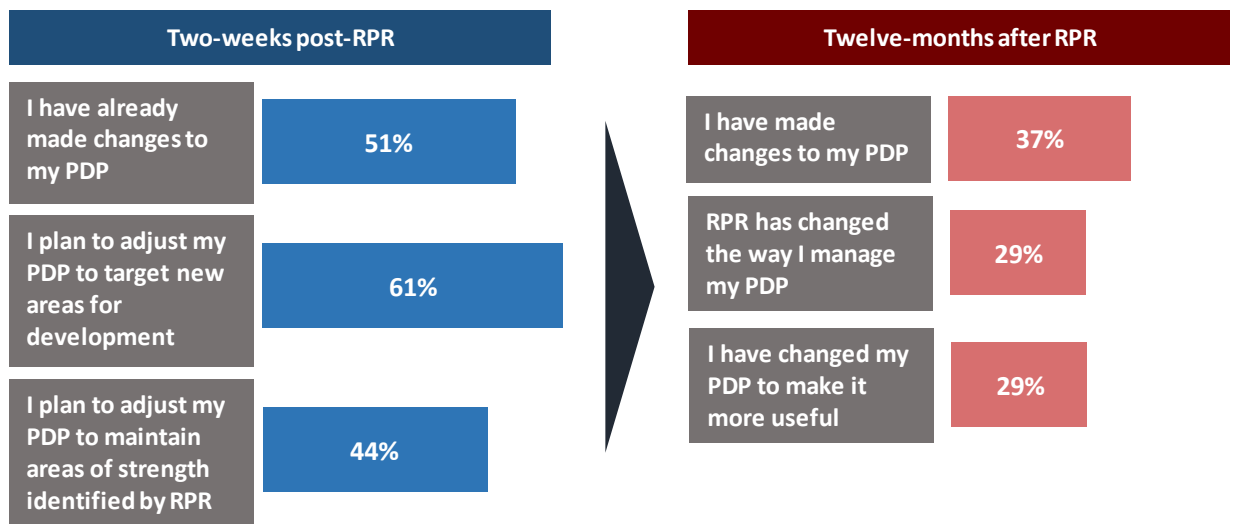 Two-weeks post-RPR
I have already
made changes to
my PDP
51%
I plan to adjust my
PDP to target new
areas for
development
61%
I plan to adjust my
PDP to maintain
areas of strength
identified by RPR
44%
Twelve-months after RPR
I have made
changes to my PDP
37%
RPR has changed
the way I manage
my PDP
29%
I have changed my
PDP to make it
more useful
29%